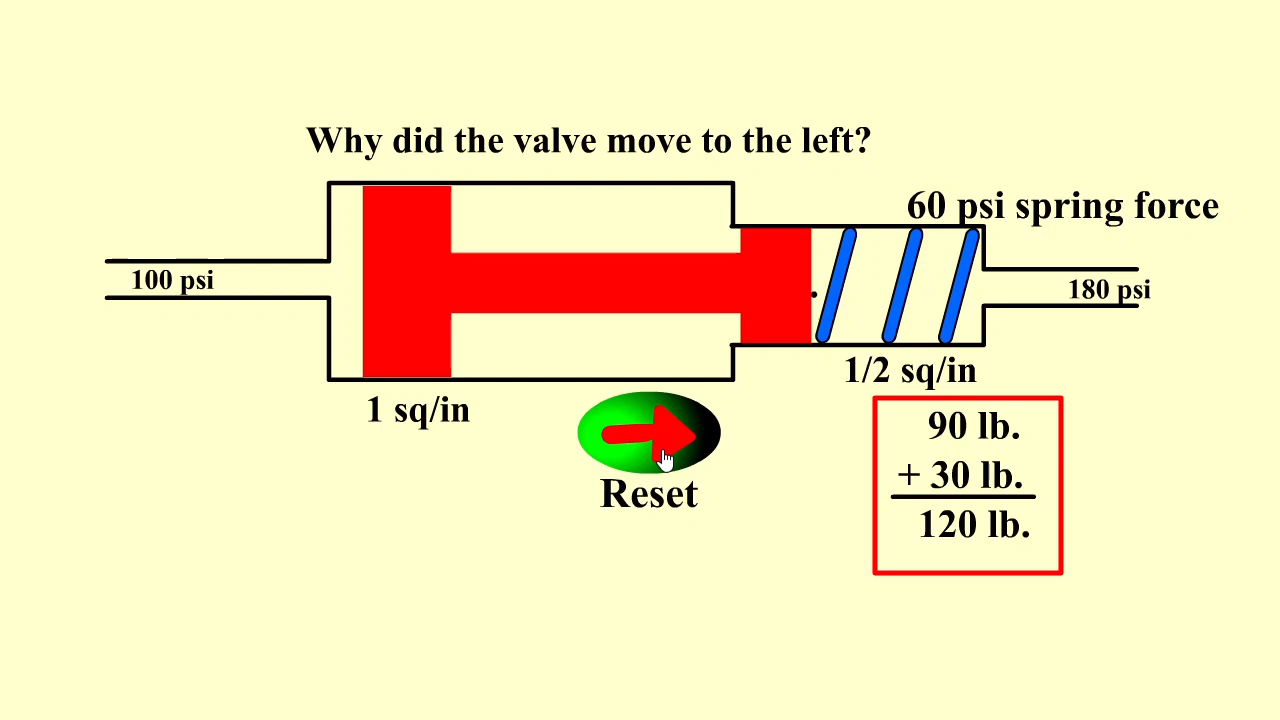 Why did the valve move to the left?
60 psi spring force
100 psi
180 psi
1/2 sq/in
1 sq/in
90 lb.
+ 30 lb.
120 lb.
Reset